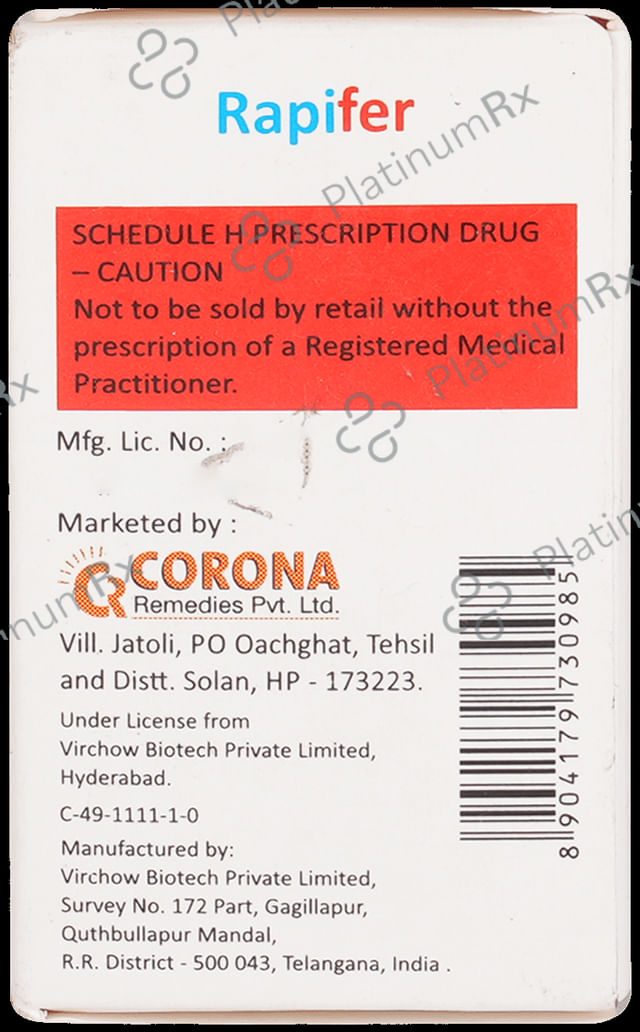 Rapifer
SCHEDULE H PRESCRIPTION DRUG
– CAUTION
Not to be sold by retail without the
prescription of a Registered Medical
Practitioner.
Mfg. Lic. No. :
Marketed by :
CR CORONA
Remedies Pvt. Ltd.
Vill. Jatoli, PO Oachghat, Tehsil
and Distt. Solan, HP - 173223.
Under License from
Virchow Biotech Private Limited,
Hyderabad.
C-49-1111-1-0
Manufactured by:
Virchow Biotech Private Limited,
Survey No. 172 Part, Gagillapur,
Quthbullapur Mandal,
R.R. District - 500 043, Telangana, India .
8904179730985
PlatinumRx
PlatinumRx